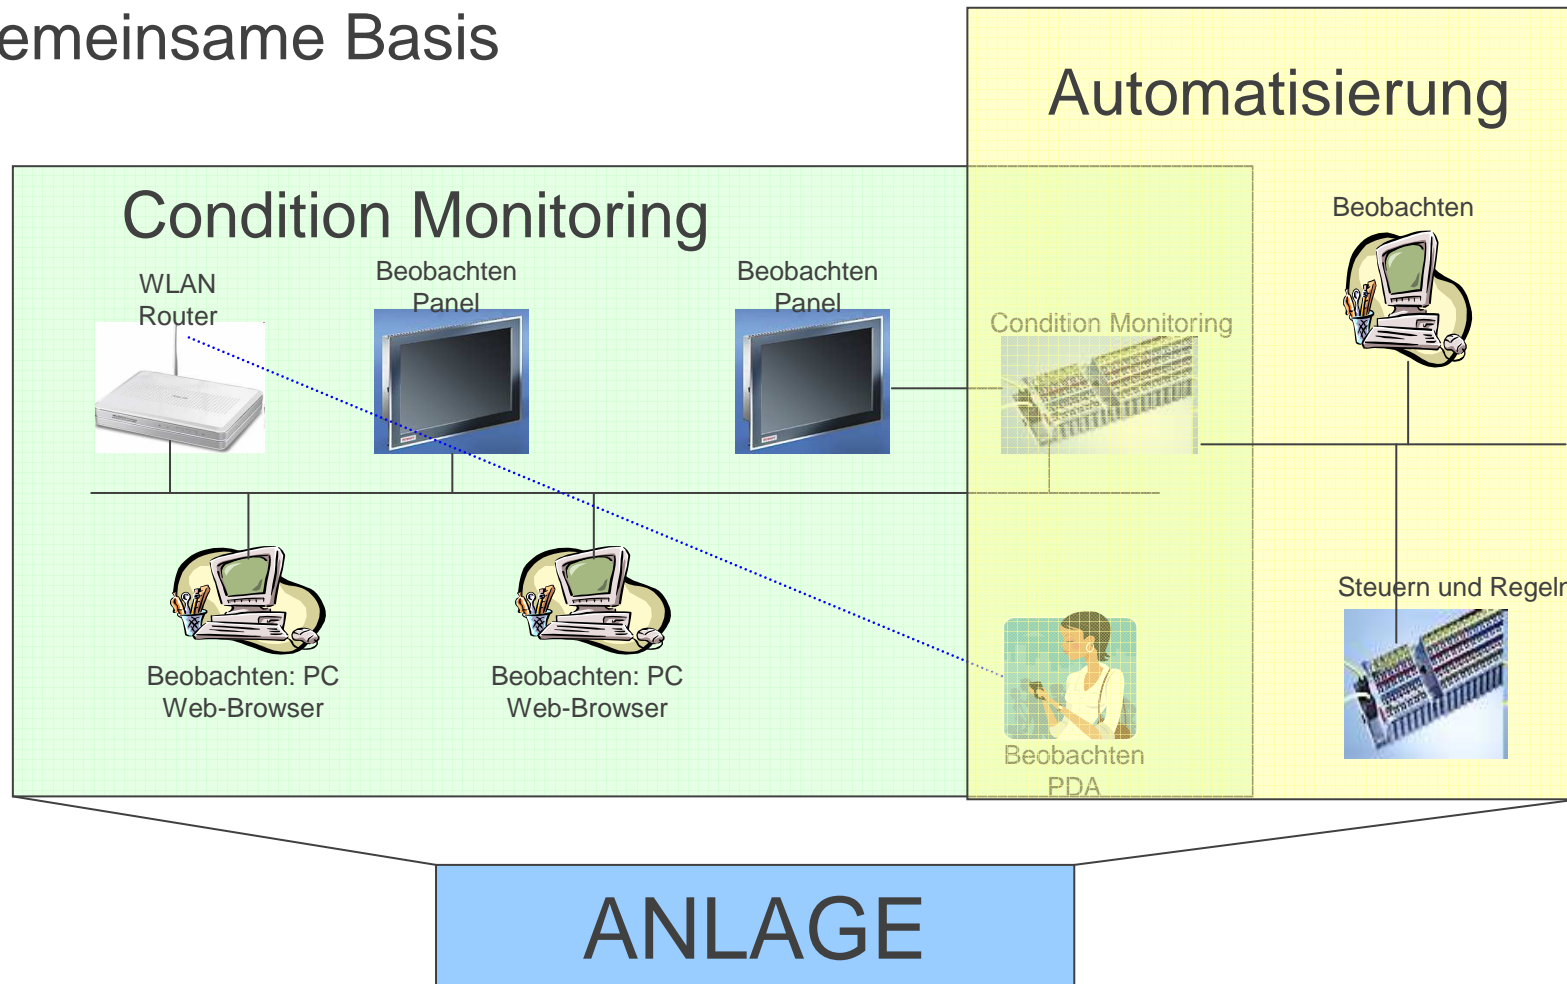 emeinsame Basis
Automatisierung
Condition Monitoring
WLAN
Router
Beobachten
Panel
Beobachten
Panel
Condition Monitoring
Beobachten
Steuern und Regeln
Beobachten: PC
Web-Browser
Beobachten: PC
Web-Browser
Beobachten
PDA
ANLAGE